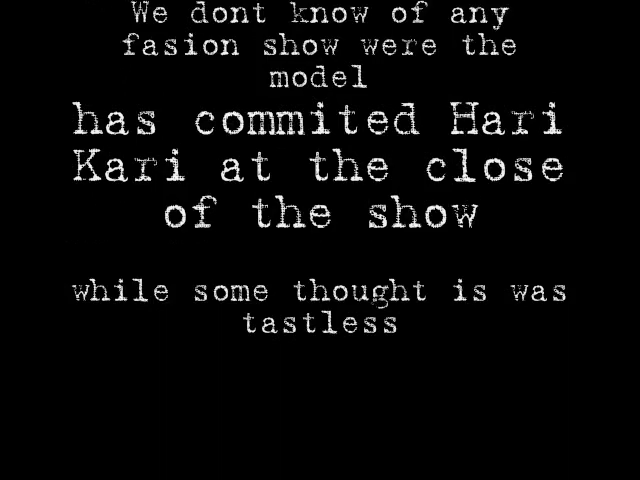 We dont know of any
fasion show were the
model
has commited Hari
Kari at the close
of the show
while some thought is was
tastless